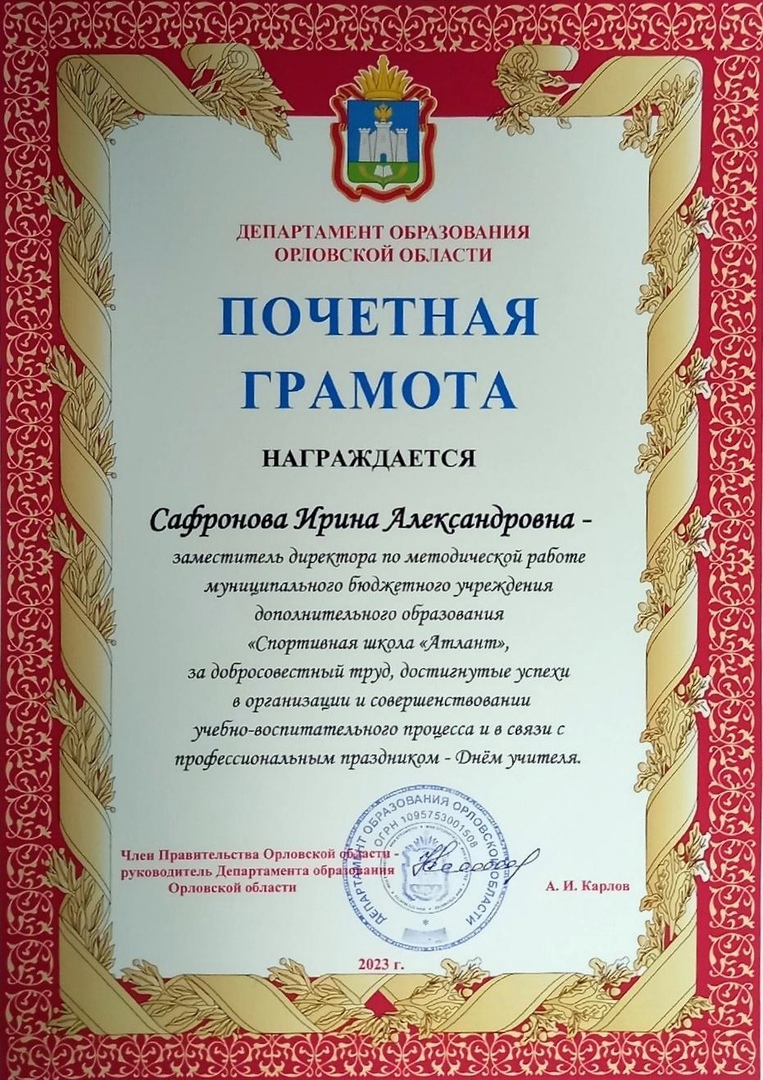 ДЕПАРТАМЕНТ ОБРАЗОВАНИЯ
ОРЛОВСКОЙ ОБЛАСТИ
ПОЧЕТНАЯ
ГРАМОТА
НАГРАЖДАЕТСЯ
Сафронова Ирина Александровна -
заместитель директора по методической работе
муниципального бюджетного учреждения
дополнительного образования
«Спортивная школа «Атлант»,
за добросовестный труд, достигнутые успехи
в организации и совершенствовании
учебно-воспитательного процесса и в связи с
профессиональным праздником - Днём учителя.
Член Правительства Орловской области -
руководитель Департамента образования
Орловской области
А. И. Карлов
ДЕПАРТАМЕНТ ОБРАЗОВАНИЯ ОРЛОВСКОЙ ОБЛАСТИ
ОГРН 1095753001508
2023 г.